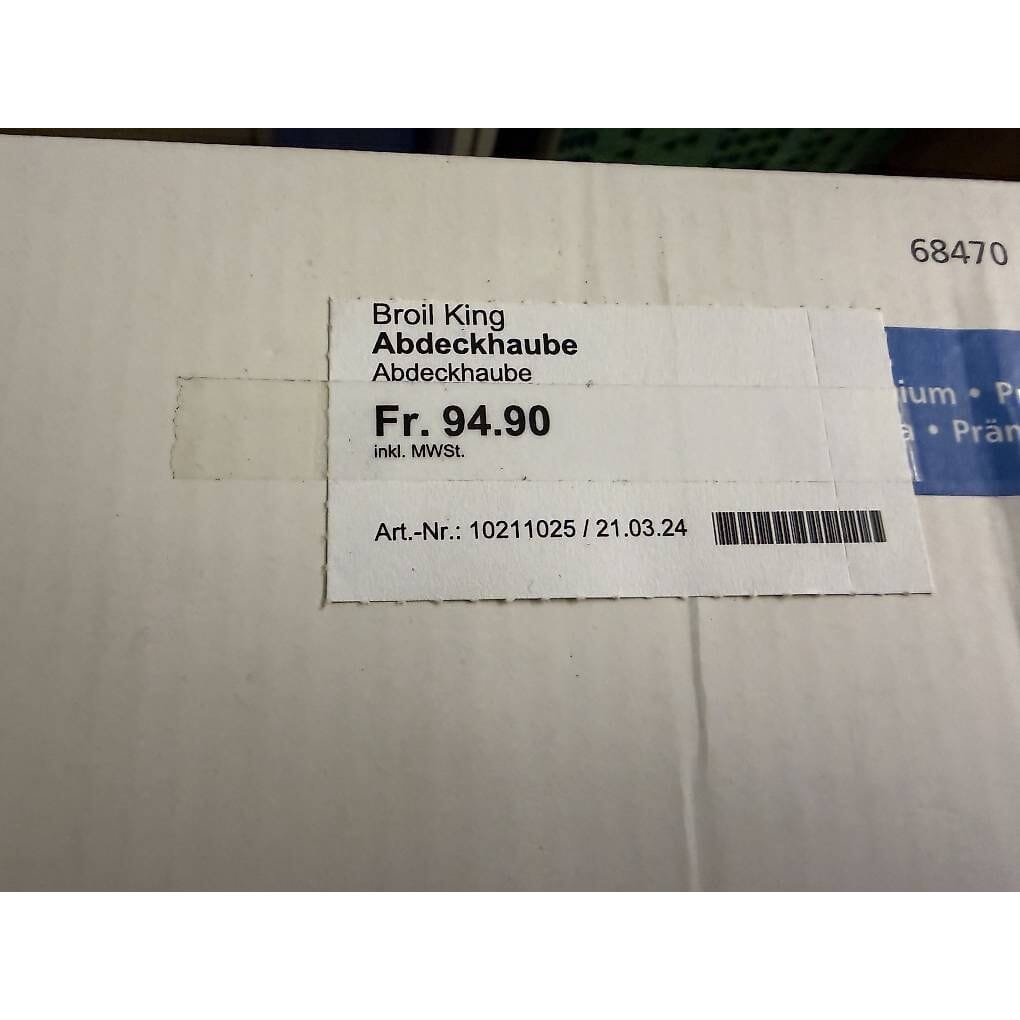 68470
Broil King
Abdeckhaube
Abdeckhaube
Fr. 94.90
inkl. MWSt.
Art.-Nr.: 10211025 / 21.03.24